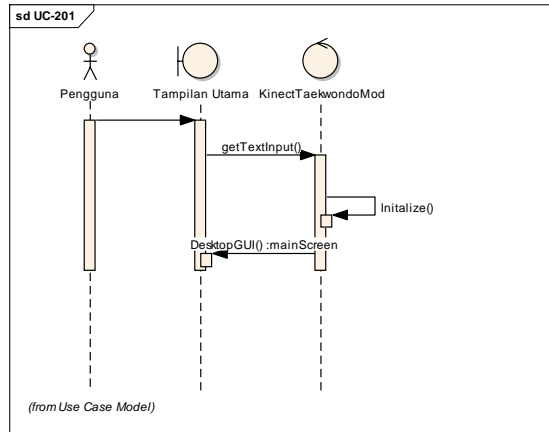 sd UC-201
Pengguna
Tampilan Utama
KinectTaekwondoMod
getTextInput()
Initalize()
DesktopGUI() :mainScreen
(from Use Case Model)